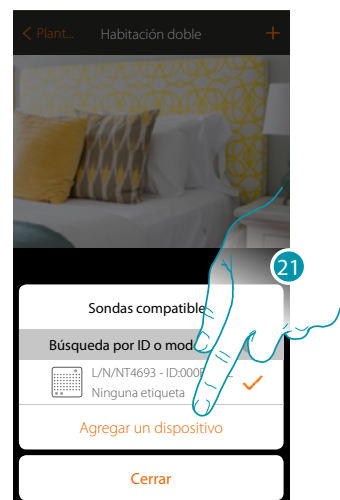 < Plant... Habitación doble +
21
Sondas compatible
Búsqueda por ID o mod
L/N/NT4693 - ID:000
Ninguna etiqueta
Agregar un dispositivo
Cerrar